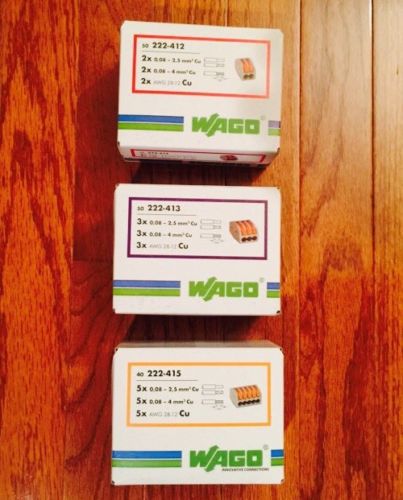 50 222-412
2x 0,08 – 2,5 mm² Cu
2x 0,08 – 4 mm² Cu
2x AWG 28-12 Cu
WAGO®
50 222-413
3x 0,08 – 2,5 mm² Cu
3x 0,08 – 4 mm² Cu
3x AWG 28-12 Cu
WAGO®
40 222-415
5x 0,08 – 2,5 mm² Cu
5x 0,08 – 4 mm² Cu
5x AWG 28-12 Cu
WAGO®
INNOVATIVE CONNECTIONS